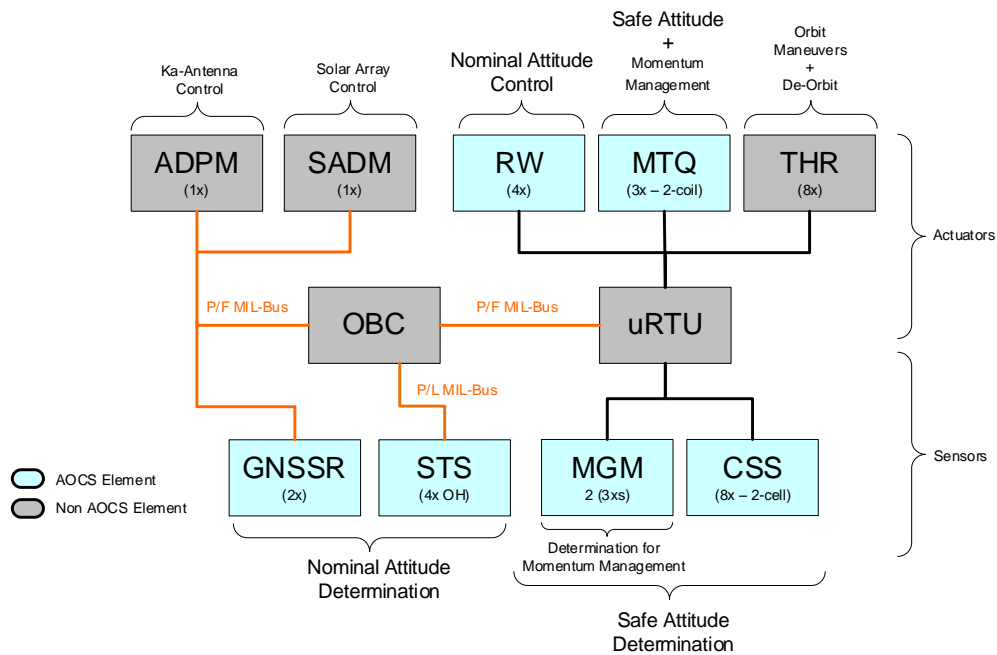 Ka-Antenna
Control
Solar Array
Control
Nominal Attitude
Control
Safe Attitude
+
Momentum
Management
Orbit
Maneuvers
+
De-Orbit
ADPM
(1x)
SADM
(1x)
RW
(4x)
MTQ
(3x – 2-coil)
THR
(8x)
Actuators
P/F MIL-Bus
OBC
P/F MIL-Bus
uRTU
P/L MIL-Bus
GNSSR
(2x)
STS
(4x OH)
MGM
2 (3xs)
CSS
(8x – 2-cell)
Sensors
AOCS Element
Non AOCS Element
Nominal Attitude
Determination
Determination for
Momentum Management
Safe Attitude
Determination